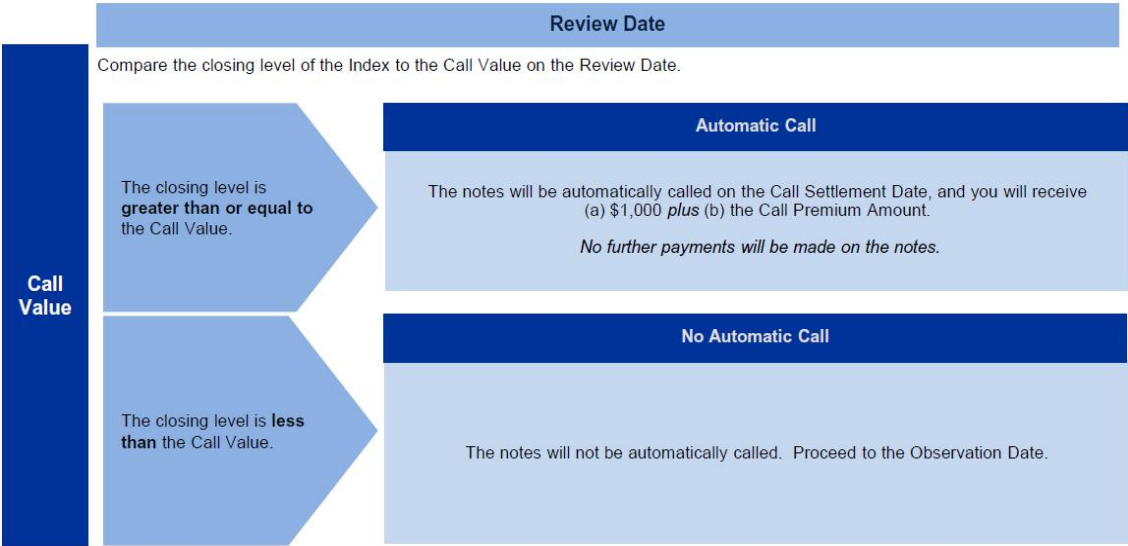 Review Date
Compare the closing level of the Index to the Call Value on the Review Date.
Call
Value
The closing level is
greater than or equal to
the Call Value.
Automatic Call
The notes will be automatically called on the Call Settlement Date, and you will receive
(a) $1,000 plus (b) the Call Premium Amount.
No further payments will be made on the notes.
The closing level is less
than the Call Value.
No Automatic Call
The notes will not be automatically called. Proceed to the Observation Date.